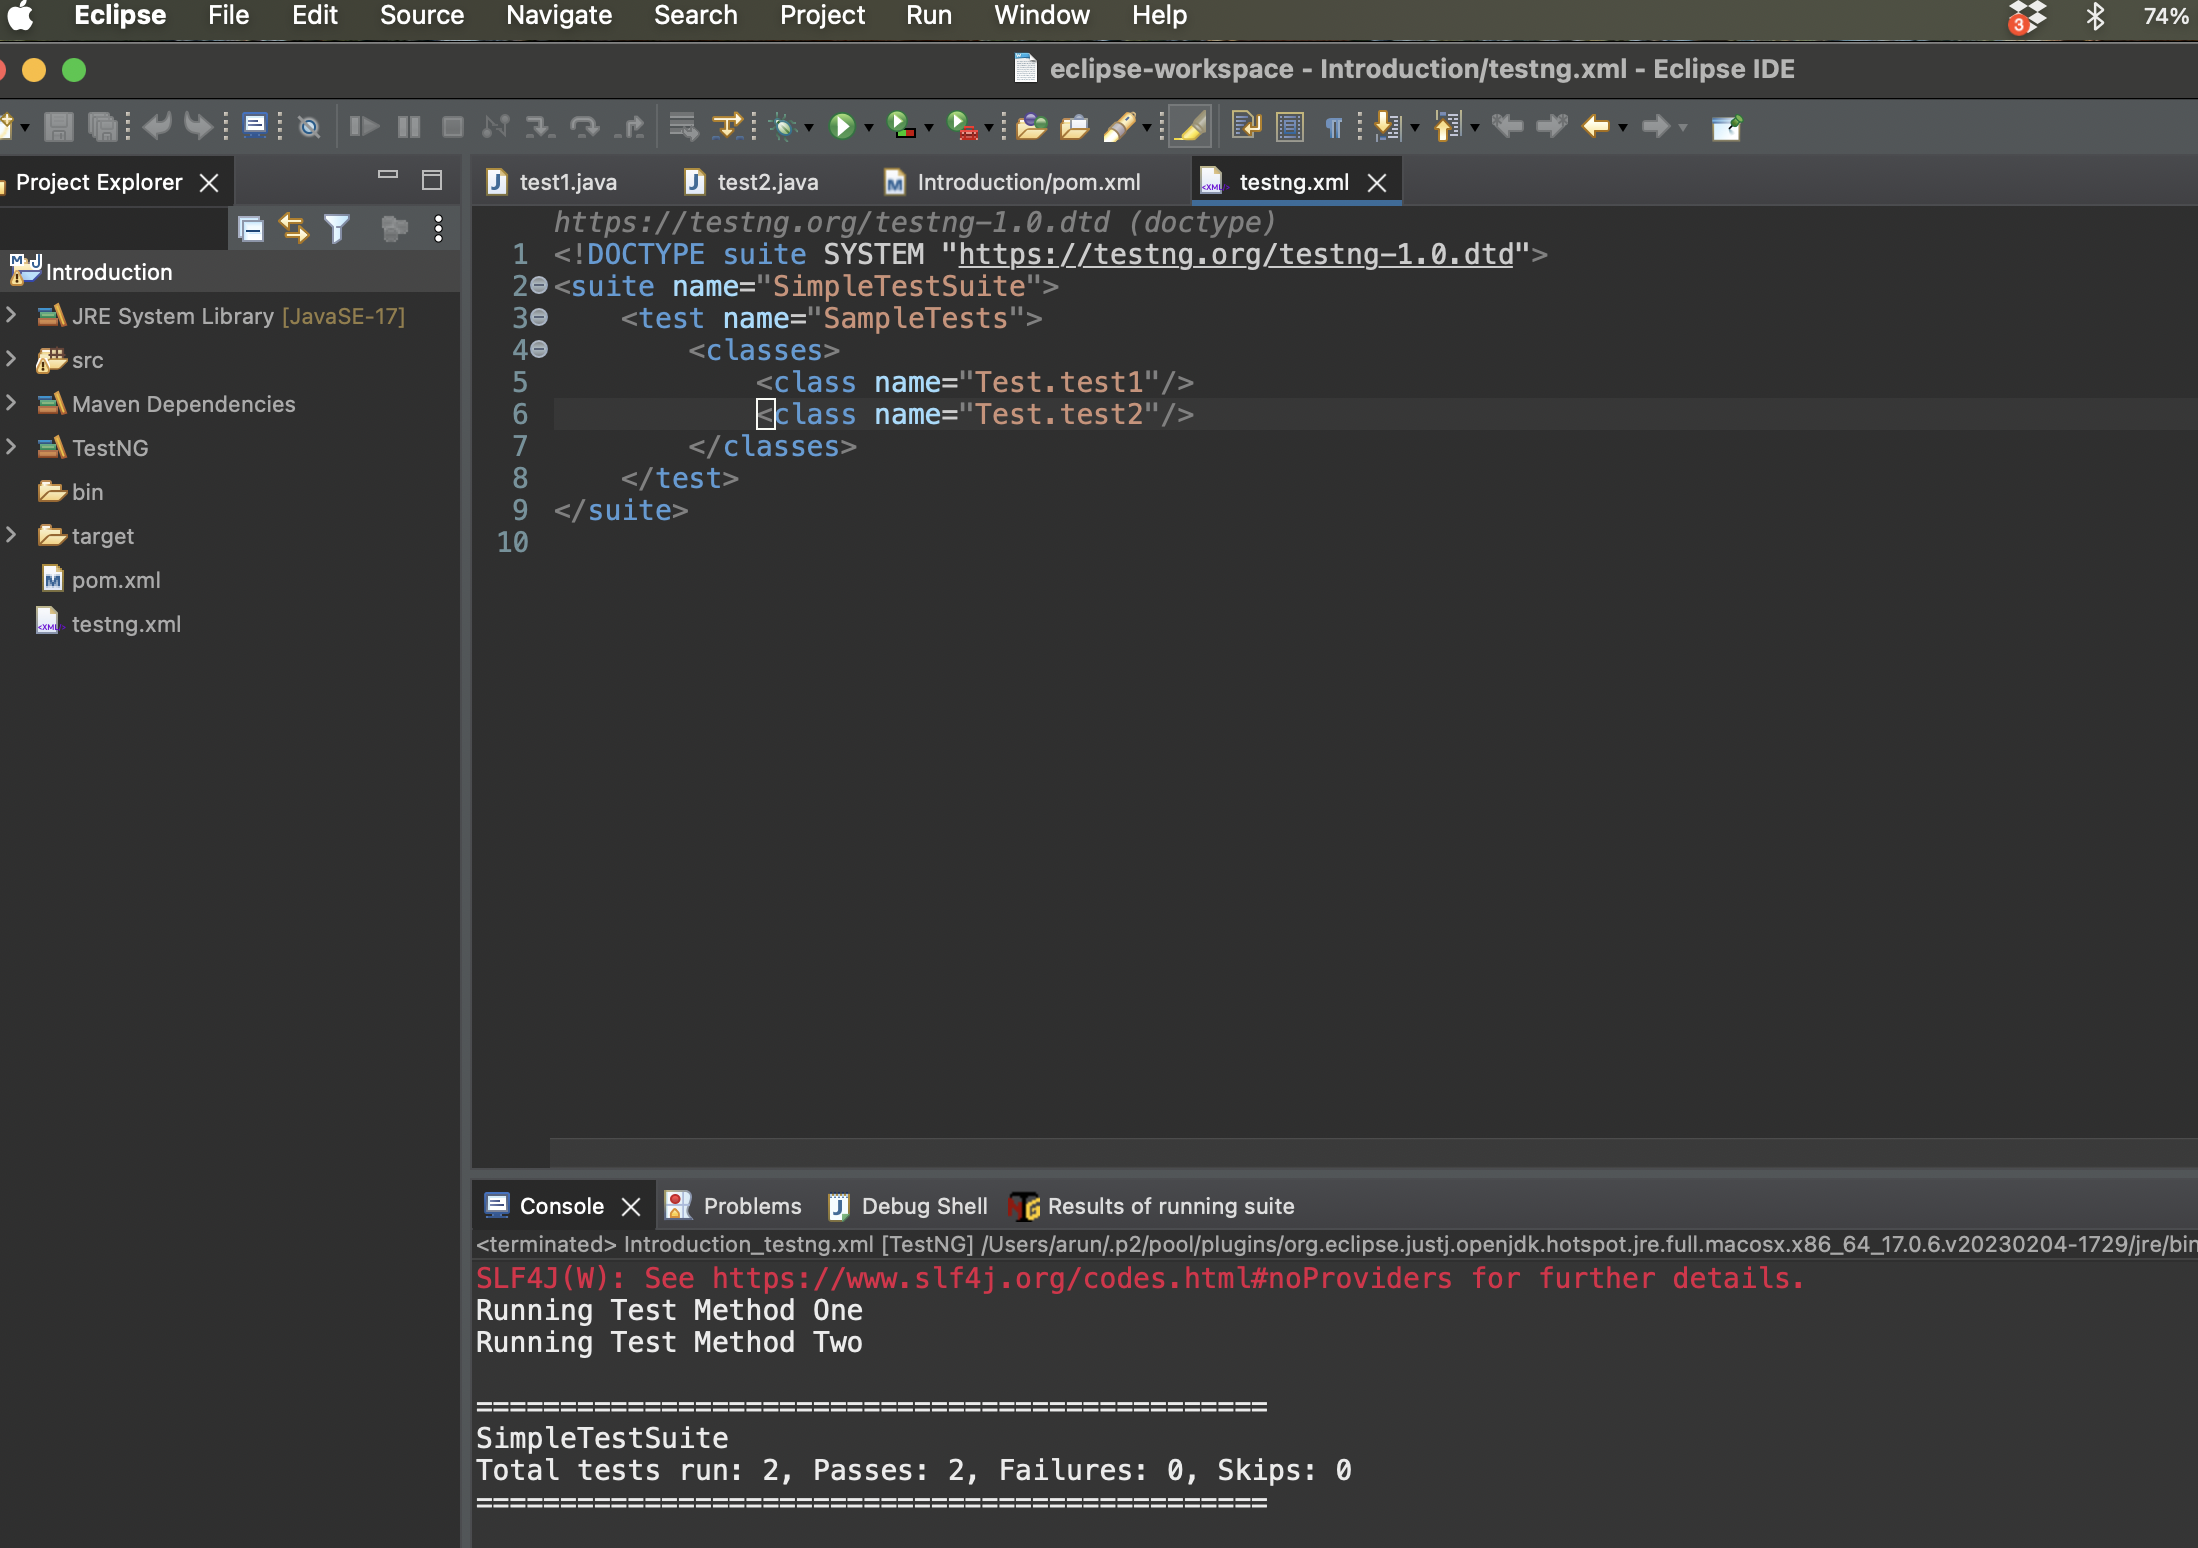 Eclipse File Edit Source Navigate Search Project Run Window Help 3 74%
eclipse-workspace - Introduction/testng.xml - Eclipse IDE
Project Explorer
Introduction
JRE System Library [JavaSE-17]
src
Maven Dependencies
TestNG
bin
target
pom.xml
testng.xml
test1.java test2.java Introduction/pom.xml testng.xml
https://testng.org/testng-1.0.dtd (doctype)
1 <!DOCTYPE suite SYSTEM "https://testng.org/testng-1.0.dtd">
2 <suite name="SimpleTestSuite">
3 <test name="SampleTests">
4 <classes>
5 <class name="Test.test1"/>
6 <class name="Test.test2"/>
7 </classes>
8 </test>
9 </suite>
10
Console Problems Debug Shell Results of running suite
<terminated> Introduction_testng.xml [TestNG] /Users/arun/.p2/pool/plugins/org.eclipse.justj.openjdk.hotspot.jre.full.macosx.x86_64_17.0.6.v20230204-1729/jre/bin
SLF4J(W): See https://www.slf4j.org/codes.html#noProviders for further details.
Running Test Method One
Running Test Method Two
===============================================
SimpleTestSuite
Total tests run: 2, Passes: 2, Failures: 0, Skips: 0
===============================================